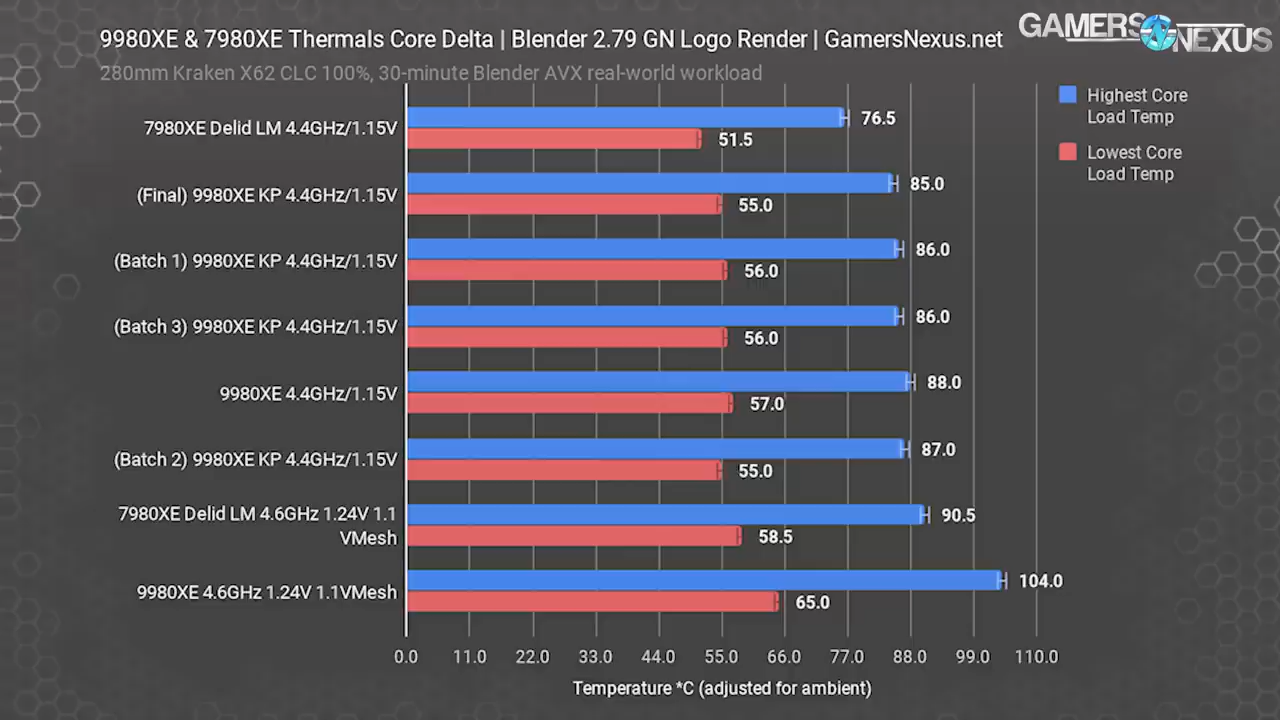 9980XE & 7980XE Thermals Core Delta | Blender 2.79 GN Logo Render | GamersNexus.net
280mm Kraken X62 CLC 100%, 30-minute Blender AVX real-world workload
GAMERS NEXUS
Highest Core
Load Temp
Lowest Core
Load Temp
7980XE Delid LM 4.4GHz/1.15V 76.5
51.5
(Final) 9980XE KP 4.4GHz/1.15V 85.0
55.0
(Batch 1) 9980XE KP 4.4GHz/1.15V 86.0
56.0
(Batch 3) 9980XE KP 4.4GHz/1.15V 86.0
56.0
9980XE 4.4GHz/1.15V 88.0
57.0
(Batch 2) 9980XE KP 4.4GHz/1.15V 87.0
55.0
7980XE Delid LM 4.6GHz 1.24V 1.1
VMesh
90.5
58.5
9980XE 4.6GHz 1.24V 1.1VMesh 104.0
65.0
0.0 11.0 22.0 33.0 44.0 55.0 66.0 77.0 88.0 99.0 110.0
Temperature *C (adjusted for ambient)